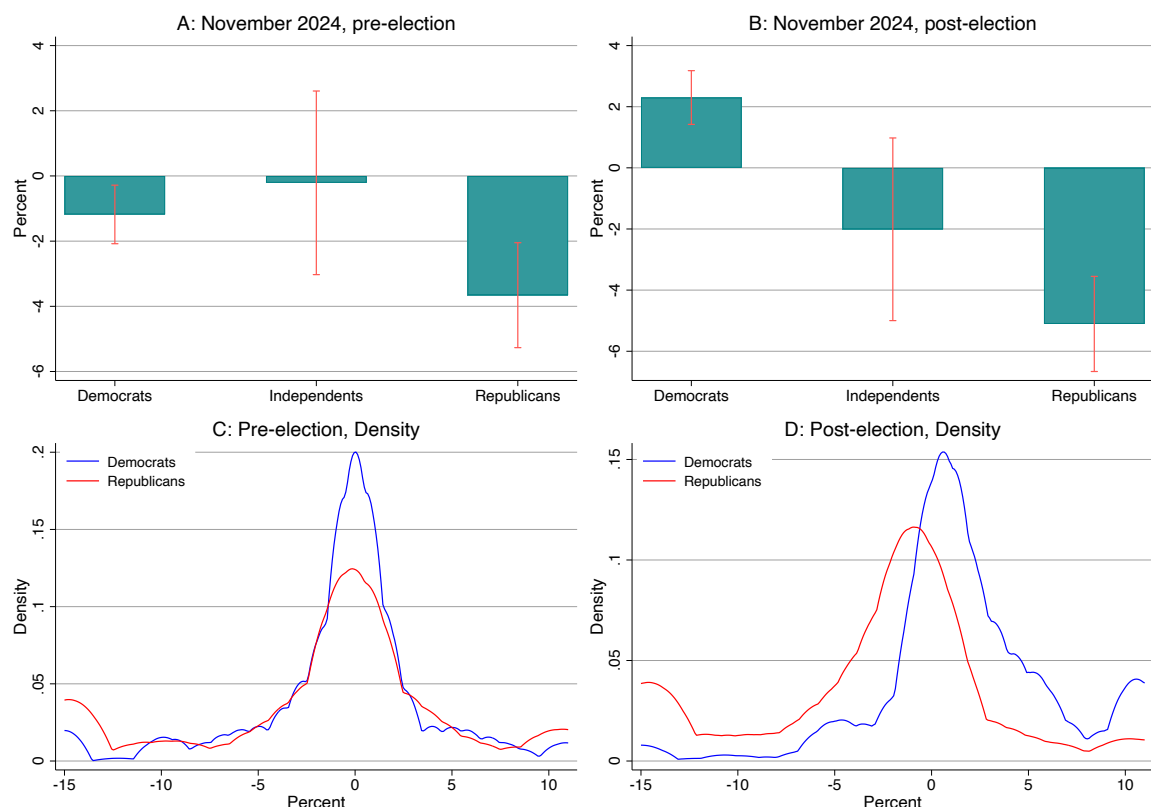 A: November 2024, pre-election
Percent
4
2
0
-2
-4
-6
Democrats Independents Republicans
B: November 2024, post-election
Percent
4
2
0
-2
-4
-6
Democrats Independents Republicans
C: Pre-election, Density
Democrats
Republicans
Density
.2
.15
.1
.05
0
-15 -10 -5 0 5 10
Percent
D: Post-election, Density
Democrats
Republicans
Density
.15
.1
.05
0
-15 -10 -5 0 5 10
Percent